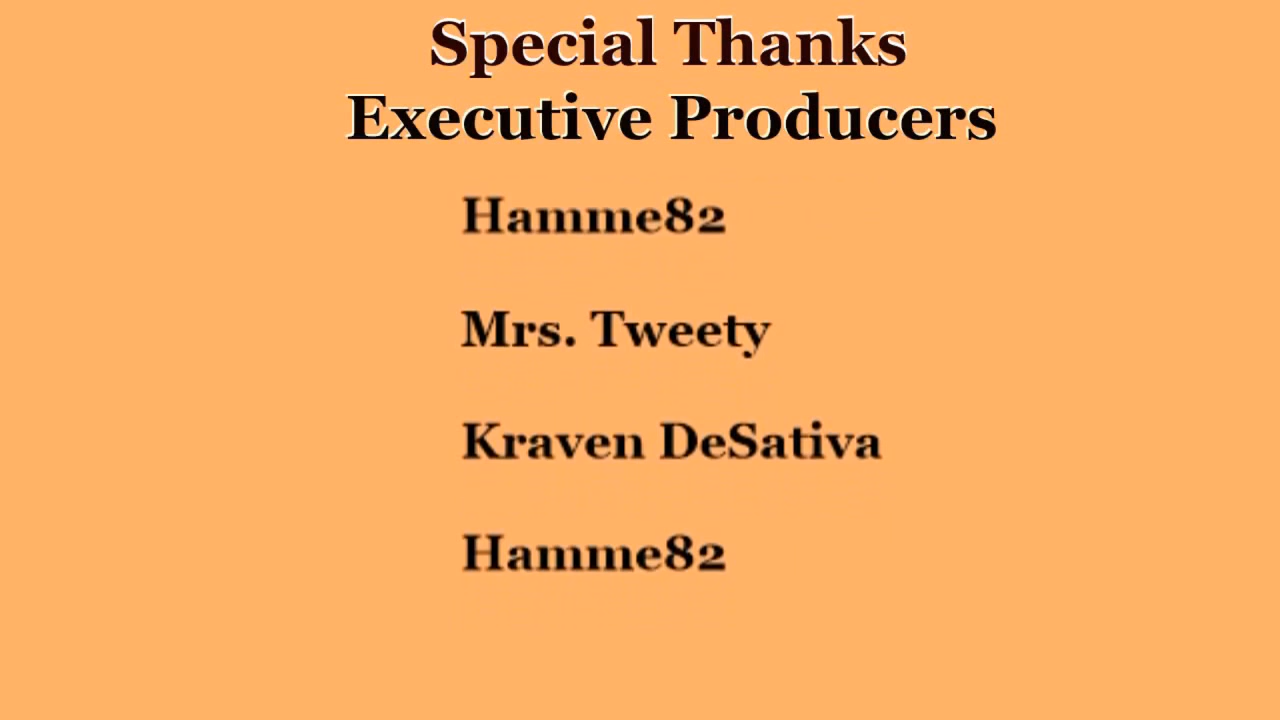 Special Thanks
Executive Producers
Hamme82
Mrs. Tweety
Kraven DeSativa
Hamme82